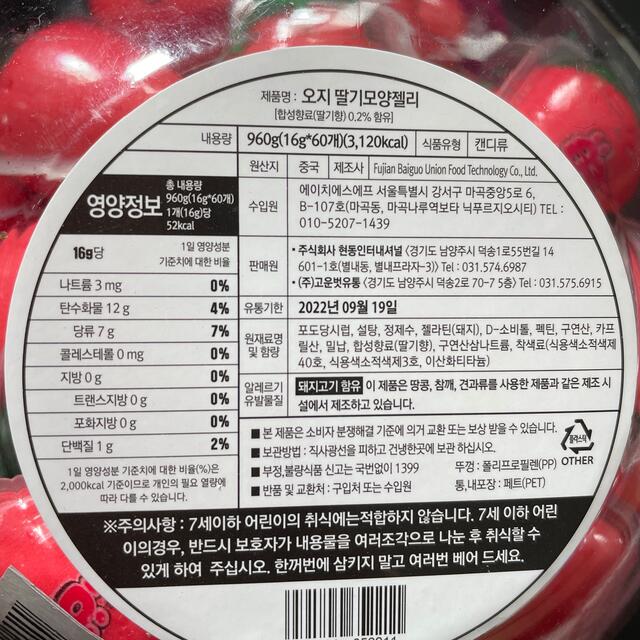 제품명 : 오지 딸기모양젤리
[합성향료(딸기향) 0.2% 함유]
내용량 960g(16g*60개)(3,120kcal) 식품유형 캔디류
원산지 중국 제조사 Fujian Baiguo Union Food Technology Co., Ltd.
영양정보
총 내용량
960g(16g*60개)
1개(16g)당
52kcal
16g당 1일 영양성분
기준치에 대한 비율
나트륨 3 mg 0%
탄수화물 12 g 4%
당류 7 g 7%
콜레스테롤 0 mg 0%
지방 0 g 0%
트랜스지방 0 g 0%
포화지방 0 g 0%
단백질 1 g 2%
1일 영양성분 기준치에 대한 비율(%)은
2,000kcal 기준이므로 개인의 필요 열량에
따라 다를 수 있습니다.
수입원 에이치에스에프 서울특별시 강서구 마곡중앙5로 6,
B-107호(마곡동, 마곡나루역보타 닉푸르지오시티) TEL :
010-5207-1439
판매원 • 주식회사 현동인터내셔널 <경기도 남양주시 덕송1로55번길 14
601-1호(별내동, 별내프라자-3)> Tel : 031.574.6987
• (주)고운벗유통 <경기도 남양주시 덕송2로 70-7 5층> Tel : 031.575.6915
유통기한 2022년 09월 19일
원재료명
및 함량
포도당시럽, 설탕, 정제수, 젤라틴(돼지), D-소비톨, 펙틴, 구연산, 카프
릴산, 밀납, 합성향료(딸기향), 구연산삼나트륨, 착색료(식용색소적색제
40호, 식용색소적색제3호, 이산화티타늄)
알레르기
유발물질
돼지고기 함유 이 제품은 땅콩, 참깨, 견과류를 사용한 제품과 같은 제조 시
설에서 제조하고 있습니다.
■ 본 제품은 소비자 분쟁해결 기준에 의거 교환 또는 보상 받을 수 있습니다.
■ 보관방법 : 직사광선을 피하고 건냉한곳에 보관 하십시오.
■ 부정,불량식품 신고는 국번없이 1399 뚜껑 : 폴리프로필렌(PP)
■ 반품 및 교환처 : 구입처 또는 수입원 통,내포장 : 페트(PET)
플라스틱
OTHER
※주의사항 : 7세이하 어린이의 취식에는적합하지 않습니다. 7세 이하 어린
이의경우, 반드시 보호자가 내용물을 여러조각으로 나눈 후 취식할 수
있게 하여 주십시오. 한꺼번에 삼키지 말고 여러번 베어 드세요.